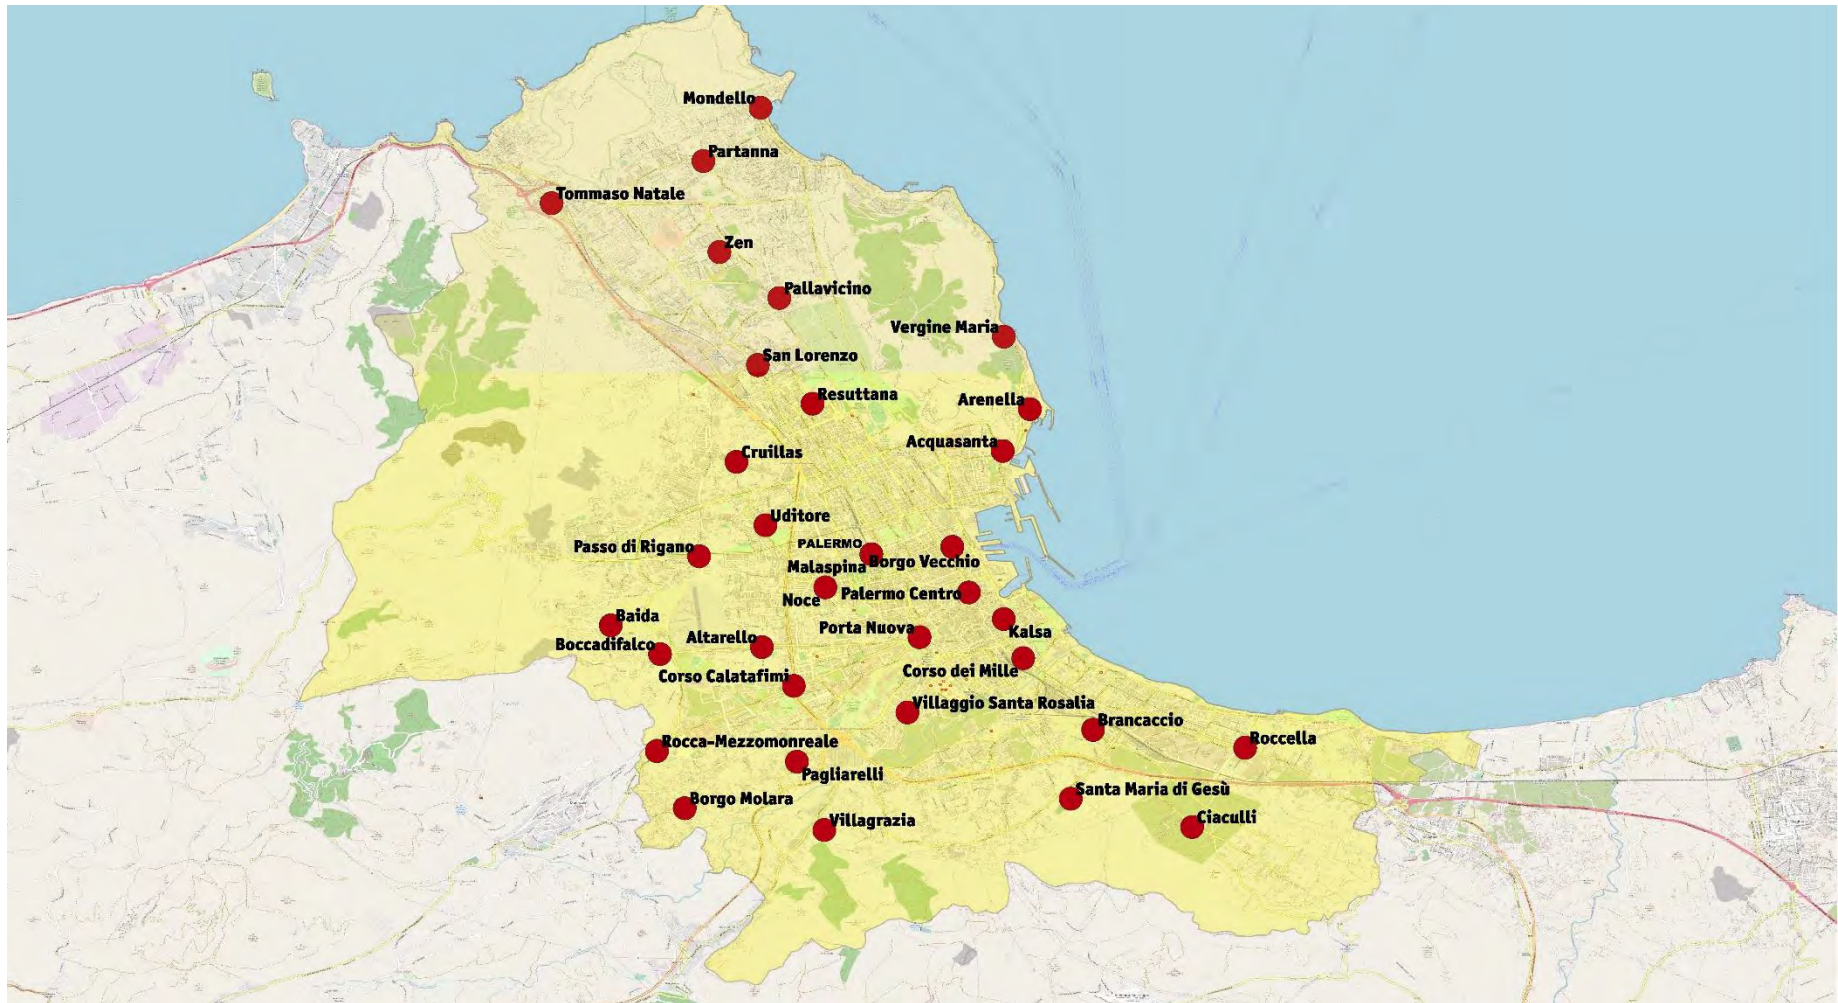 Mondello
Partanna
Tommaso Natale
Zen
Pallavicino
Vergine Maria
San Lorenzo
Resuttana
Arenella
Acquasanta
Cruillas
Uditore
Passo di Rigano
PALERMO
Borgo Vecchio
Malaspina
Noce
Palermo Centro
Baida
Porta Nuova
Kalsa
Altarello
Boccadifalco
Corso Calatafimi
Corso dei Mille
Villaggio Santa Rosalia
Brancaccio
Roccella
Rocca-Mezzomonreale
Pagliarelli
Santa Maria di Gesù
Borgo Molara
Ciaculli
Villagrazia